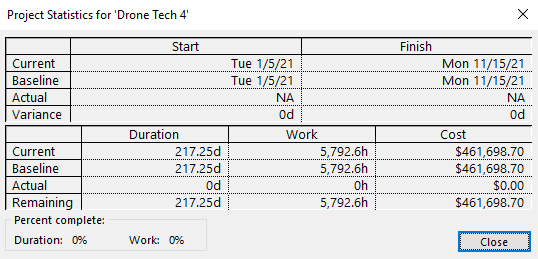 Project Statistics for 'Drone Tech 4'
Start Finish
Current Tue 1/5/21 Mon 11/15/21
Baseline Tue 1/5/21 Mon 11/15/21
Actual NA NA
Variance 0d 0d
Duration Work Cost
Current 217.25d 5,792.6h $461,698.70
Baseline 217.25d 5,792.6h $461,698.70
Actual 0d 0h $0.00
Remaining 217.25d 5,792.6h $461,698.70
Percent complete:
Duration: 0% Work: 0% Close